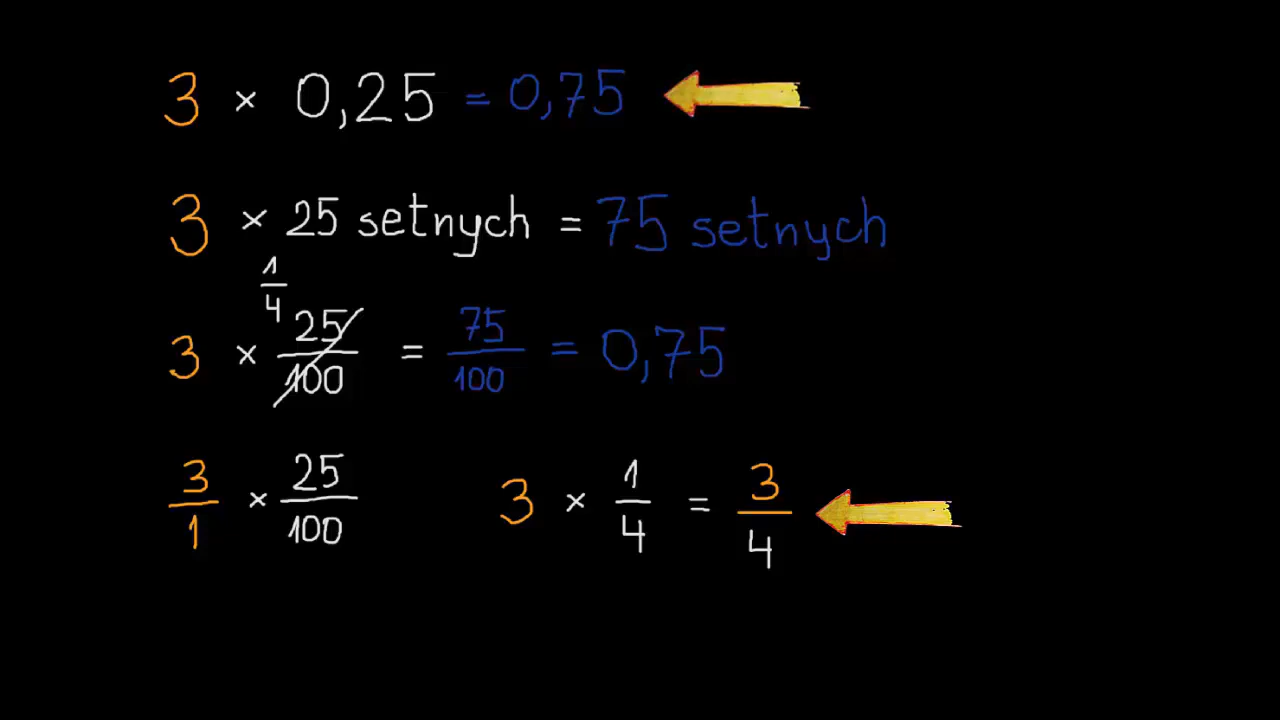 3 × 0,25 = 0,75
3 × 25 setnych = 75 setnych
1/4
3 × 25/100 = 75/100 = 0,75
3/1 × 25/100 3 × 1/4 = 3/4